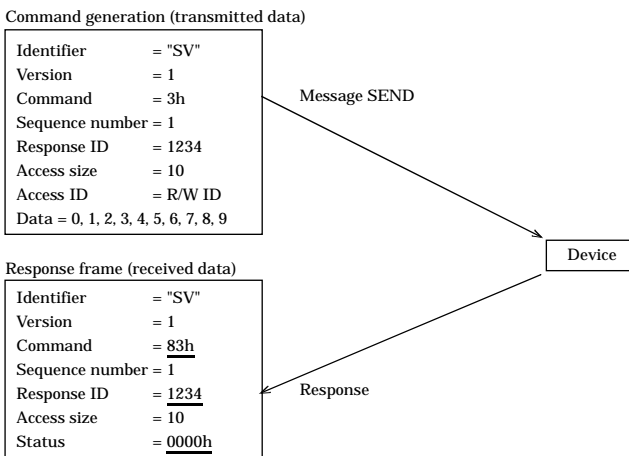 Command generation (transmitted data)
Identifier = "SV"
Version = 1
Command = 3h
Sequence number = 1
Response ID = 1234
Access size = 10
Access ID = R/W ID
Data = 0, 1, 2, 3, 4, 5, 6, 7, 8, 9
Message SEND
Device
Response frame (received data)
Identifier = "SV"
Version = 1
Command = 83h
Sequence number = 1
Response ID = 1234
Access size = 10
Status = 0000h
Response